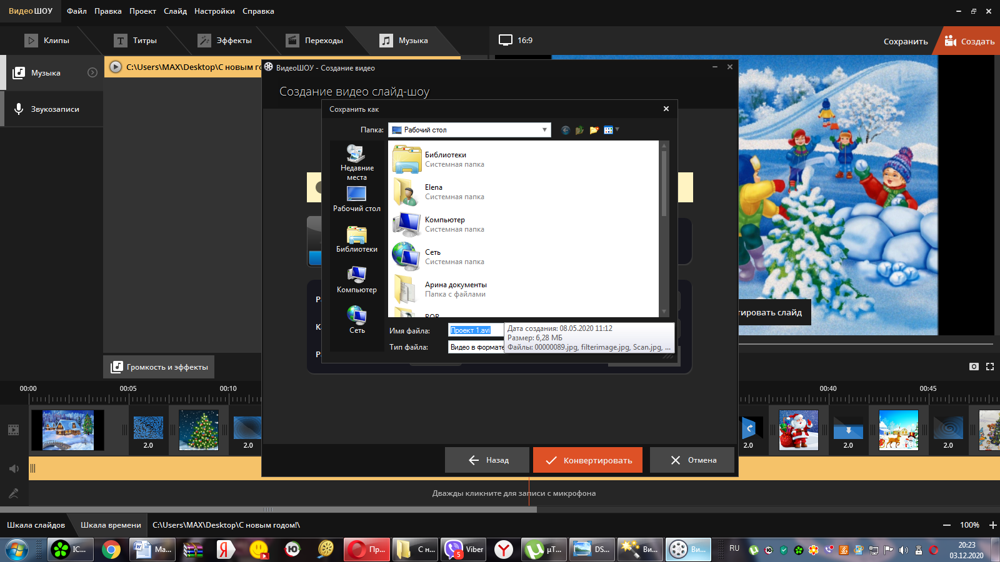 ВидеоШОУ Файл Правка Проект Слайд Настройки Справка
Клипы Титры Эффекты Переходы Музыка 16:9 Сохранить Создать
Музыка
Звукозаписи
C:\Users\MAX\Desktop\С новым го
ВидеоШОУ - Создание видео
Создание видео слайд-шоу
Сохранить как
Папка: Рабочий стол
Недавние
места
Рабочий стол
Библиотеки
Компьютер
Сеть
Библиотеки
Системная папка
Elena
Системная папка
Компьютер
Системная папка
Сеть
Системная папка
Арина документы
Папка с файлами
Имя файла: Проект 1.avi
Тип файла: Видео в формате
Дата создания: 08.05.2020 11:12
Размер: 6,28 МБ
Файлы: 00000089.jpg, filterimage.jpg, Scan.jpg, ...
тировать слайд
Громкость и эффекты
00:00 00:05 00:10 00:40 00:45
2.0 2.0 2.0 2.0 2.0
Назад Конвертировать Отмена
Дважды кликните для записи с микрофона
Шкала слайдов Шкала времени C:\Users\MAX\Desktop\С новым годом!\ 100%
IC... Ma... Пр... С н... 5 Viber µT... DS... Ви... Ви... RU 20:23
03.12.2020